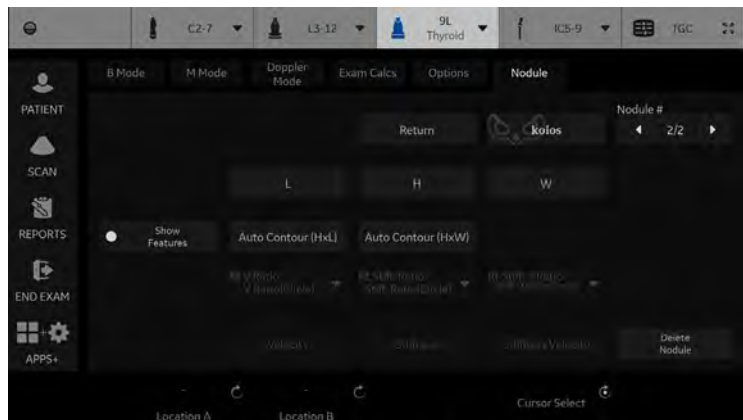 C2-7
L3-12
9L
Thyroid
IC5-9
TGC
PATIENT
SCAN
REPORTS
END EXAM
APPS+
B Mode
M Mode
Doppler
Mode
Exam Calcs
Options
Nodule
Nodule #
Return
koios
2/2
L
H
W
Show
Features
Auto Contour (HxL)
Auto Contour (HxW)
Delete
Nodule
-
-
Location A
Location B
Cursor Select